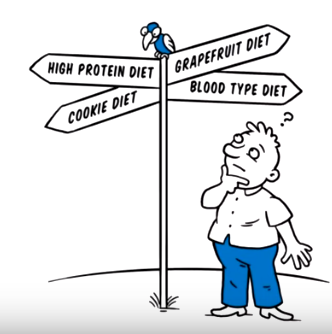 HIGH PROTEIN DIET
GRAPEFRUIT DIET
COOKIE DIET
BLOOD TYPE DIET
?